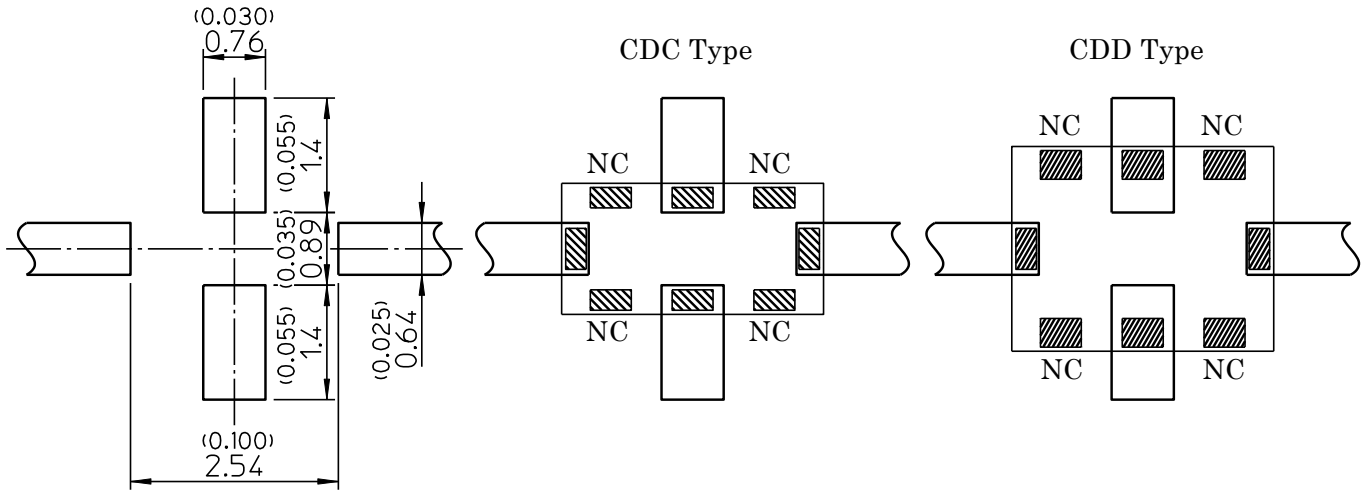 (0.030)
0.76
(0.055)
1.4
(0.035)
0.89
(0.055)
1.4
(0.025)
0.64
(0.100)
2.54
CDC Type
NC NC
NC NC
CDD Type
NC NC
NC NC